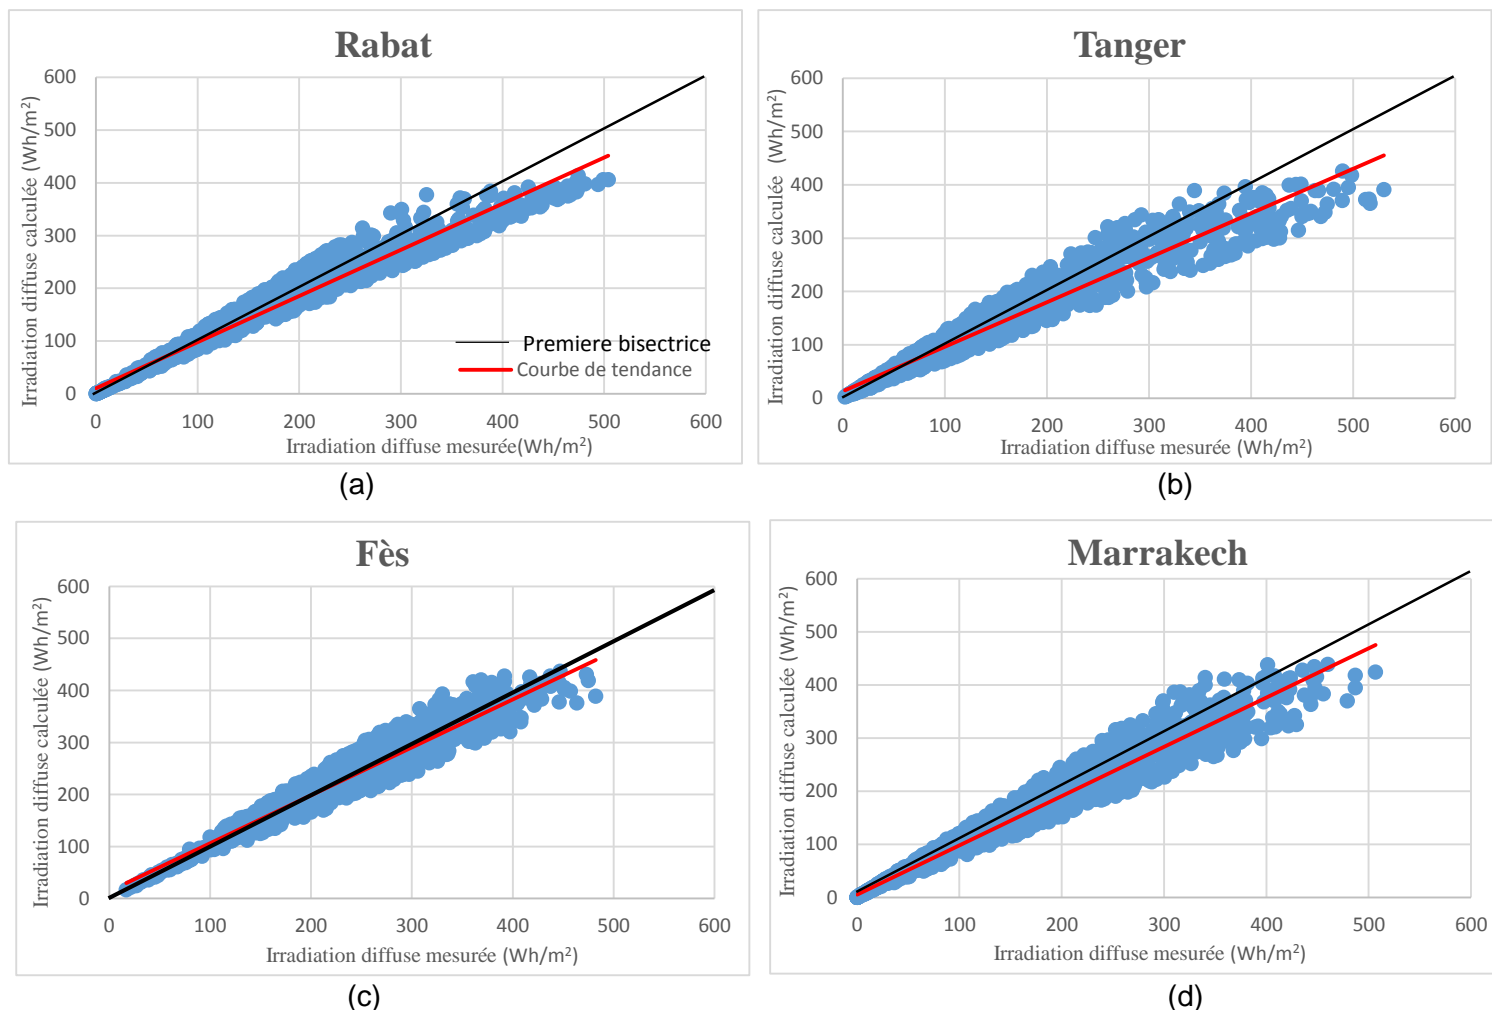 Rabat
Irradiation diffuse calculée (Wh/m²)
600
500
400
300
200
100
0
0 100 200 300 400 500 600
Irradiation diffuse mesurée(Wh/m²)
Premiere bisectrice
Courbe de tendance
(a)
Tanger
Irradiation diffuse calculée (Wh/m²)
600
500
400
300
200
100
0
0 100 200 300 400 500 600
Irradiation diffuse mesurée (Wh/m²)
(b)
Fès
Irradiation diffuse calculée (Wh/m²)
600
500
400
300
200
100
0
0 100 200 300 400 500 600
Irradiation diffuse mesurée (Wh/m²)
(c)
Marrakech
Irradiation diffuse calculée (Wh/m²)
600
500
400
300
200
100
0
0 100 200 300 400 500 600
Irradiation diffuse mesurée (Wh/m²)
(d)